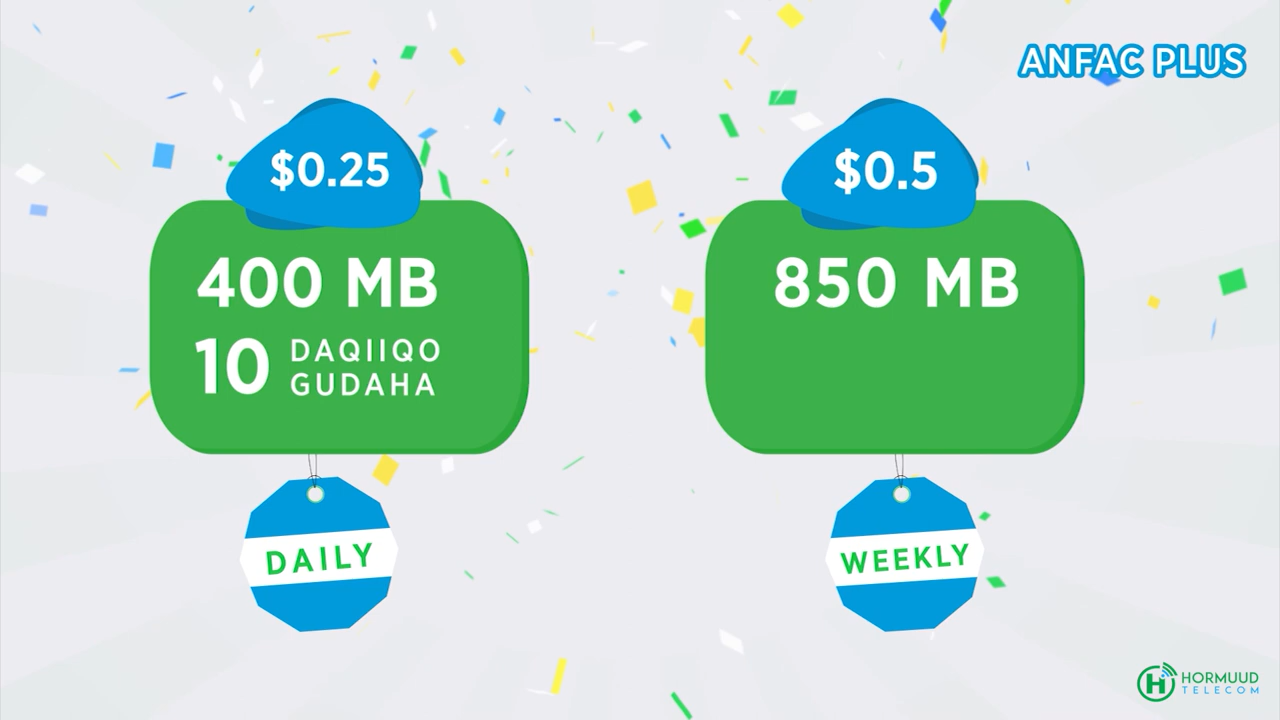 ANFAC PLUS
$0.25
400 MB
10 DAQIIQO
GUDAHA
DAILY
$0.5
850 MB
WEEKLY
HORMUUD
TELECOM